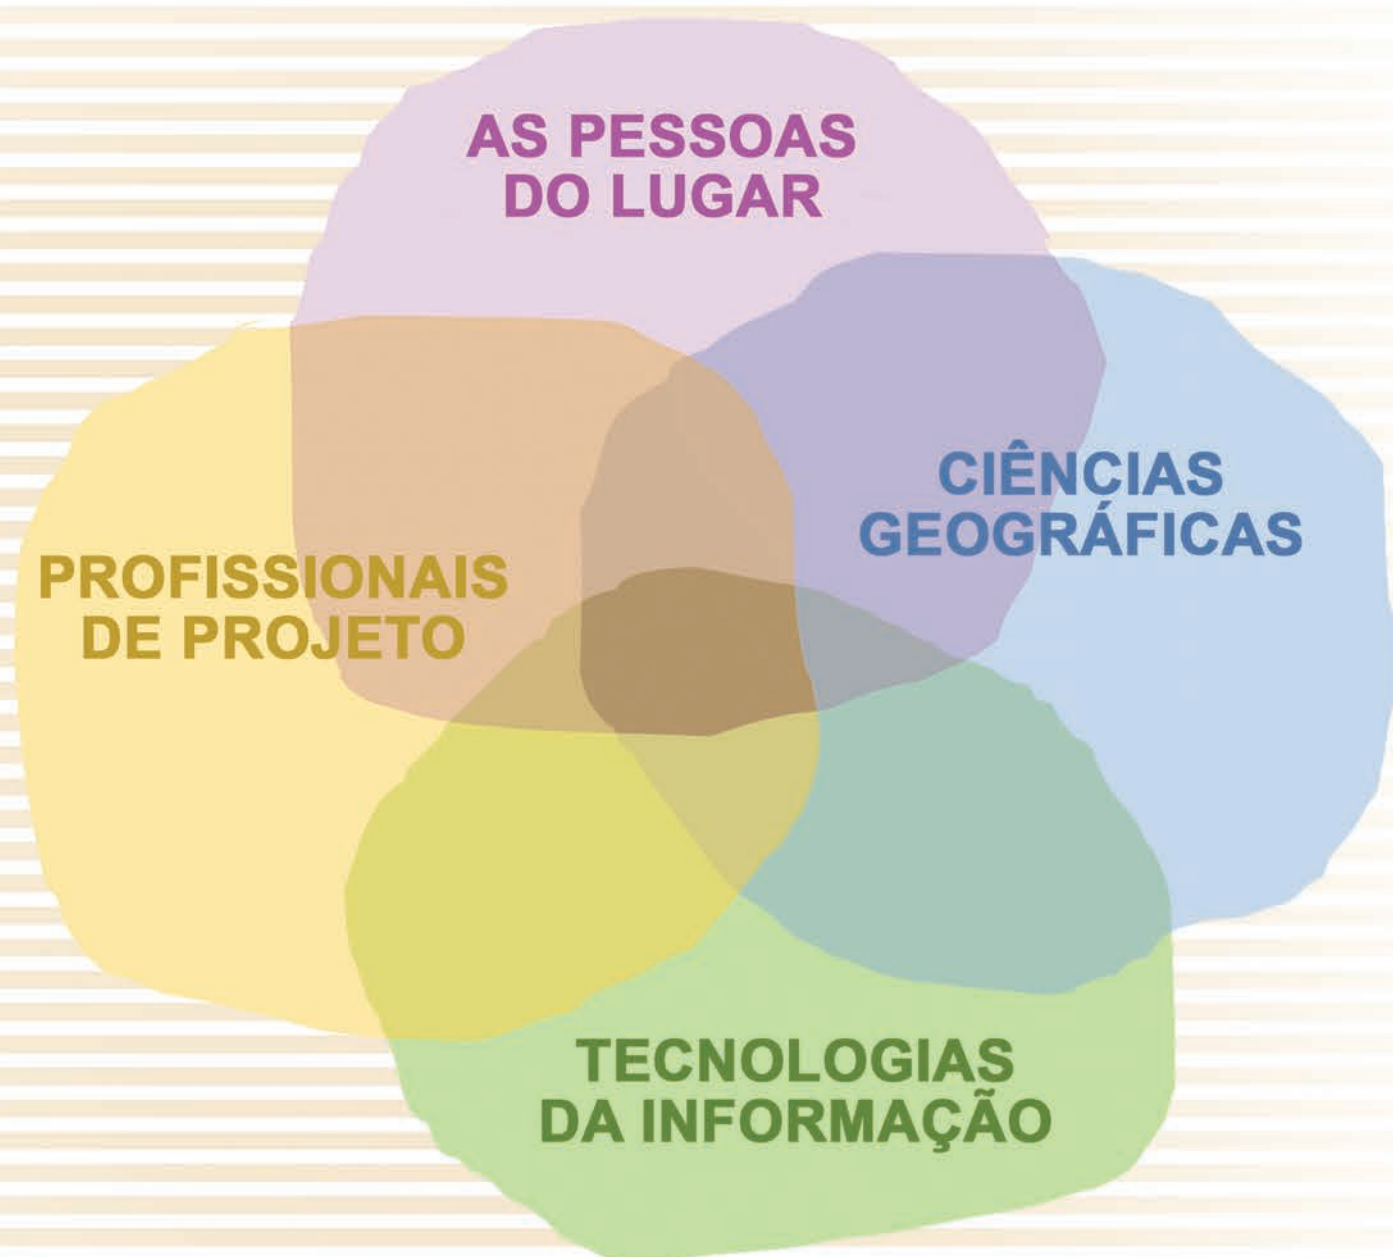 AS PESSOAS
DO LUGAR
CIÊNCIAS
GEOGRÁFICAS
PROFISSIONAIS
DE PROJETO
TECNOLOGIAS
DA INFORMAÇÃO